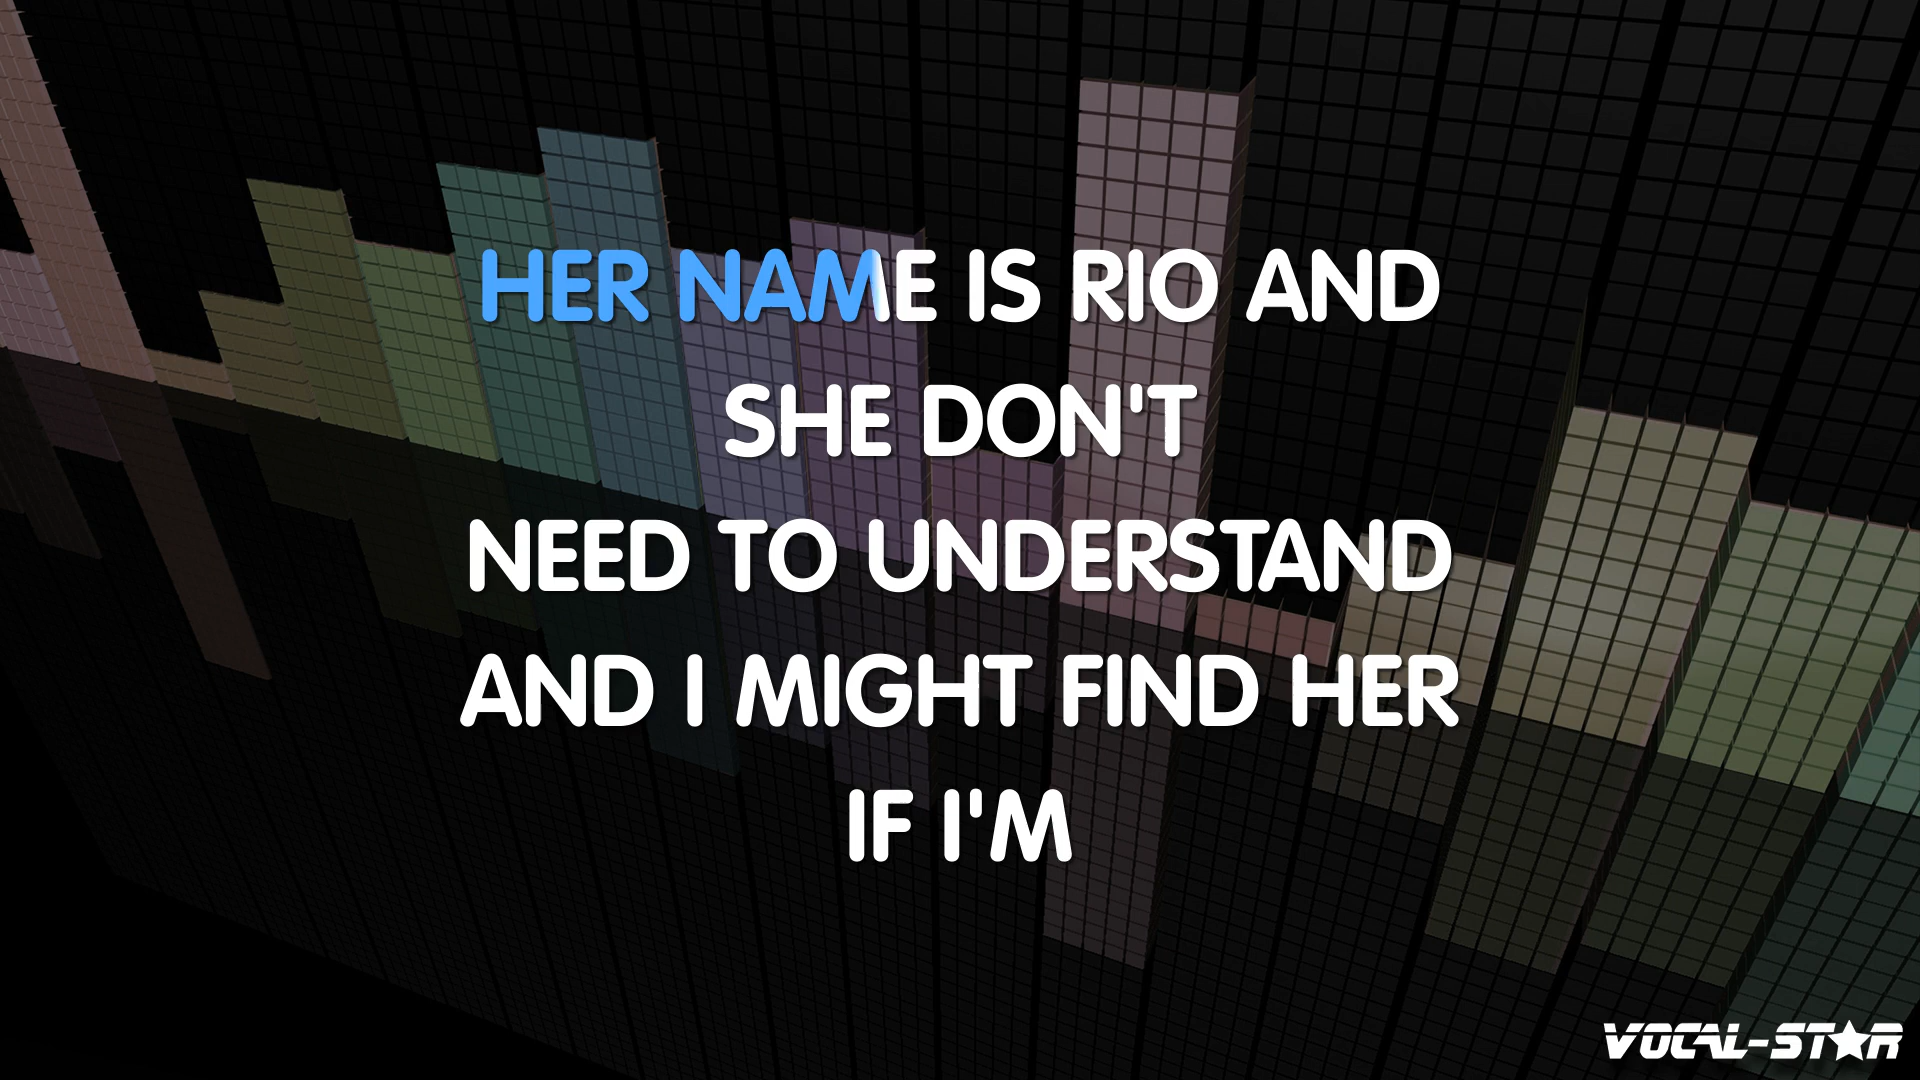 HER NAME IS RIO AND
SHE DON'T
NEED TO UNDERSTAND
AND I MIGHT FIND HER
IF I'M
VOCAL-STAR